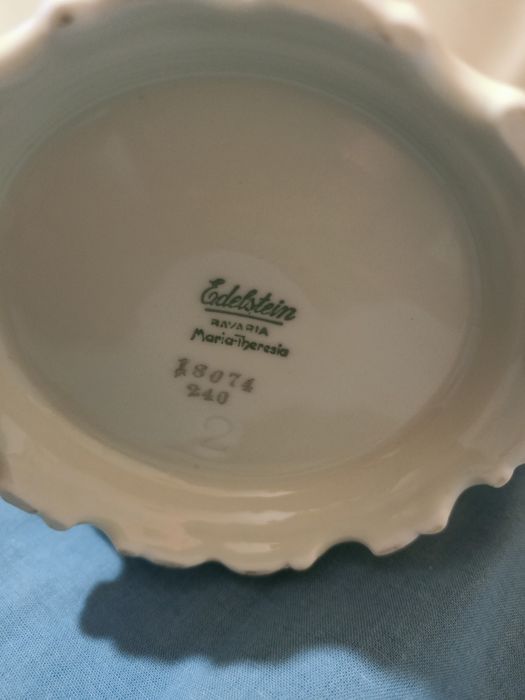 Edelstein
BAVARIA
Maria-Theresia
18074
240
2